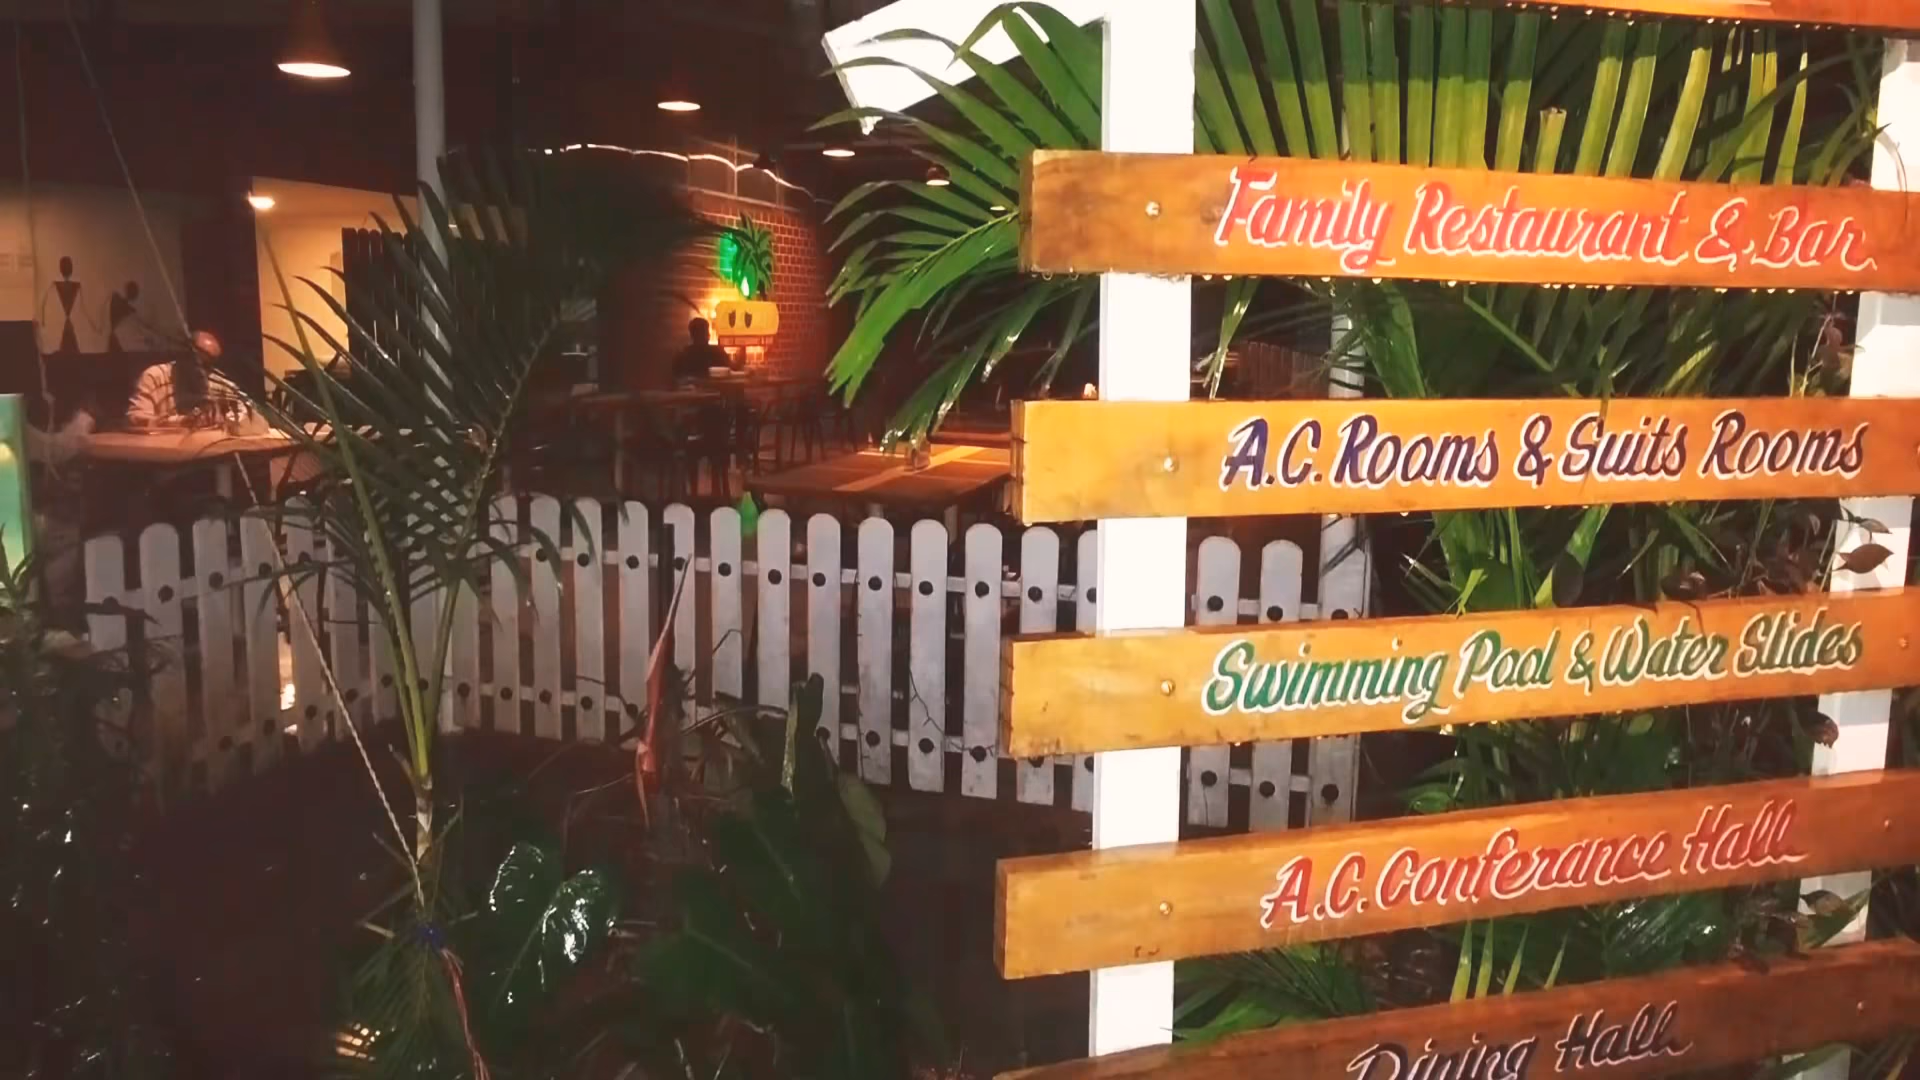 Family Restaurant & Bar
A.C. Rooms & Suits Rooms
Swimming Pool & Water Slides
A.C. Conferance Hall
Dining Hall